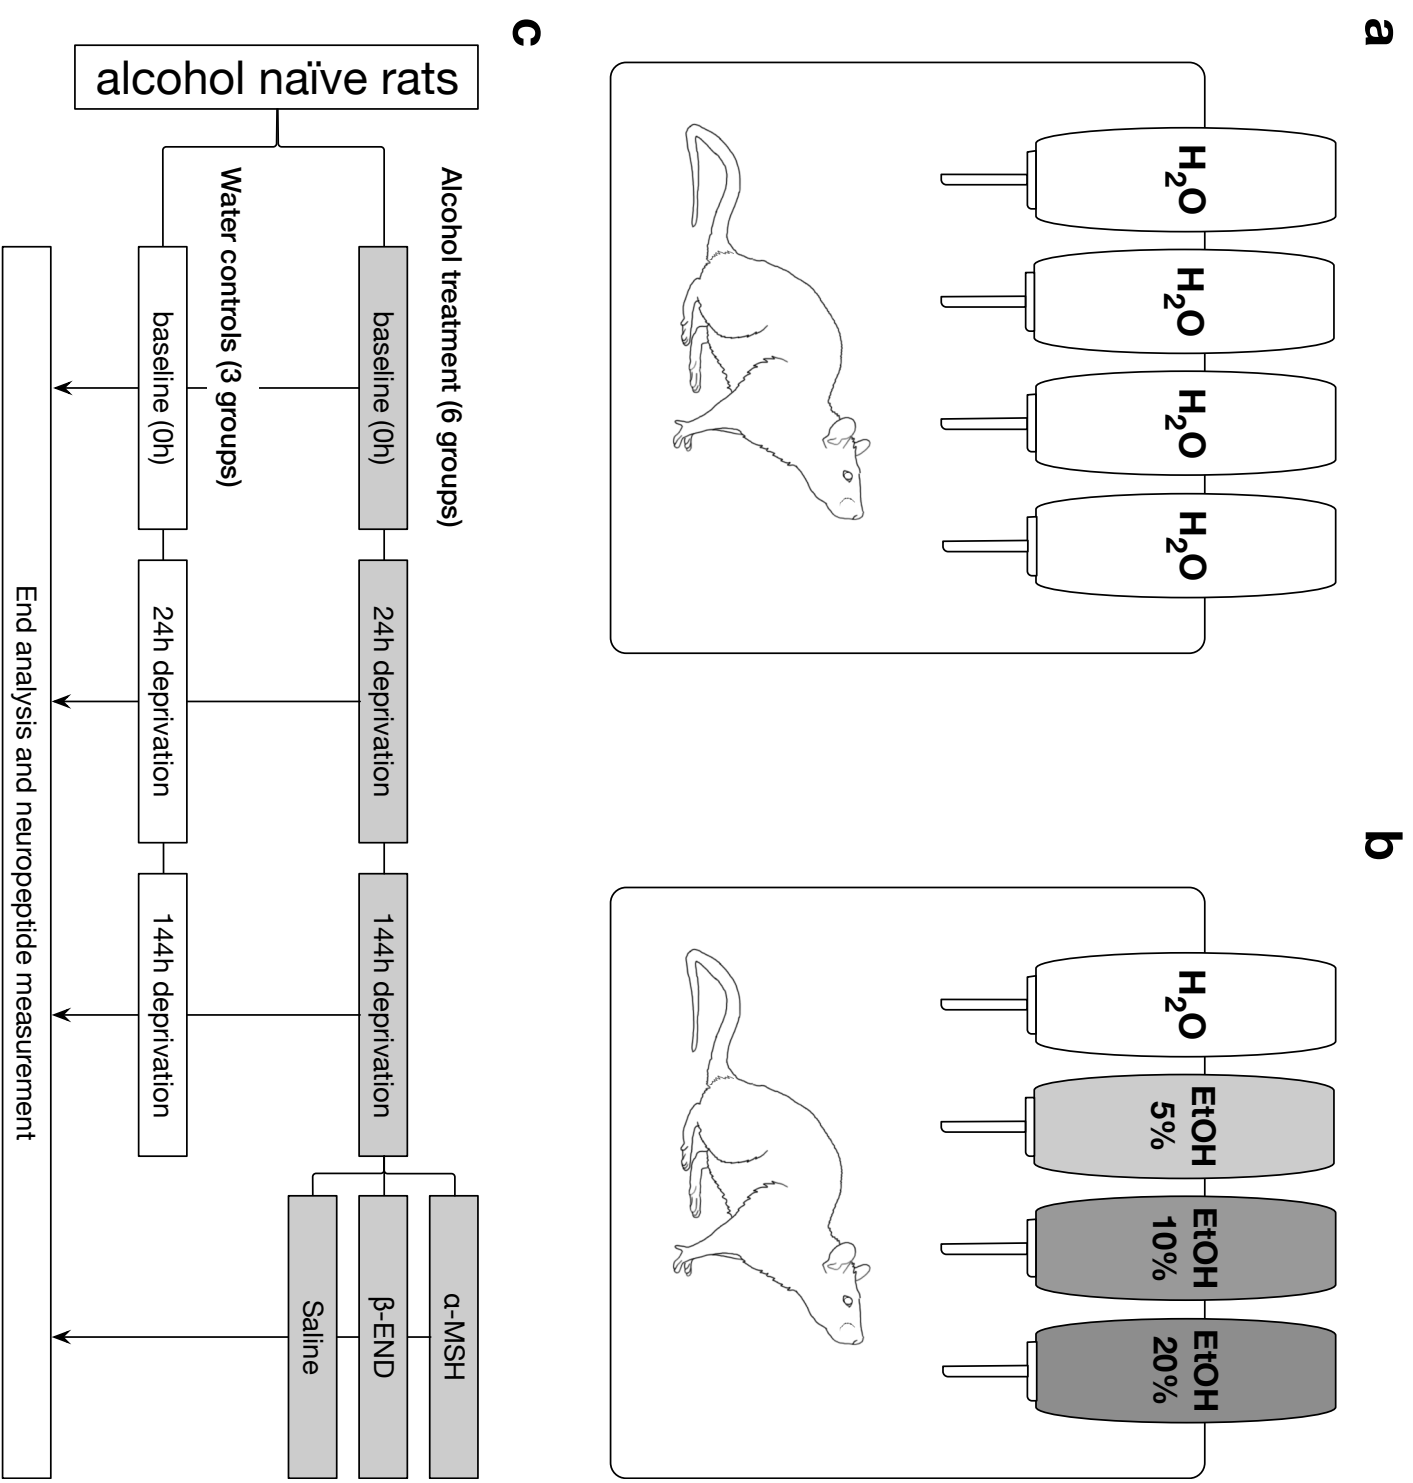 a
H2O
H2O
H2O
H2O
b
H2O
EtOH
5%
EtOH
10%
EtOH
20%
c
alcohol naïve rats
Alcohol treatment (6 groups)
baseline (0h)
24h deprivation
144h deprivation
α-MSH
β-END
Saline
Water controls (3 groups)
baseline (0h)
24h deprivation
144h deprivation
End analysis and neuropeptide measurement